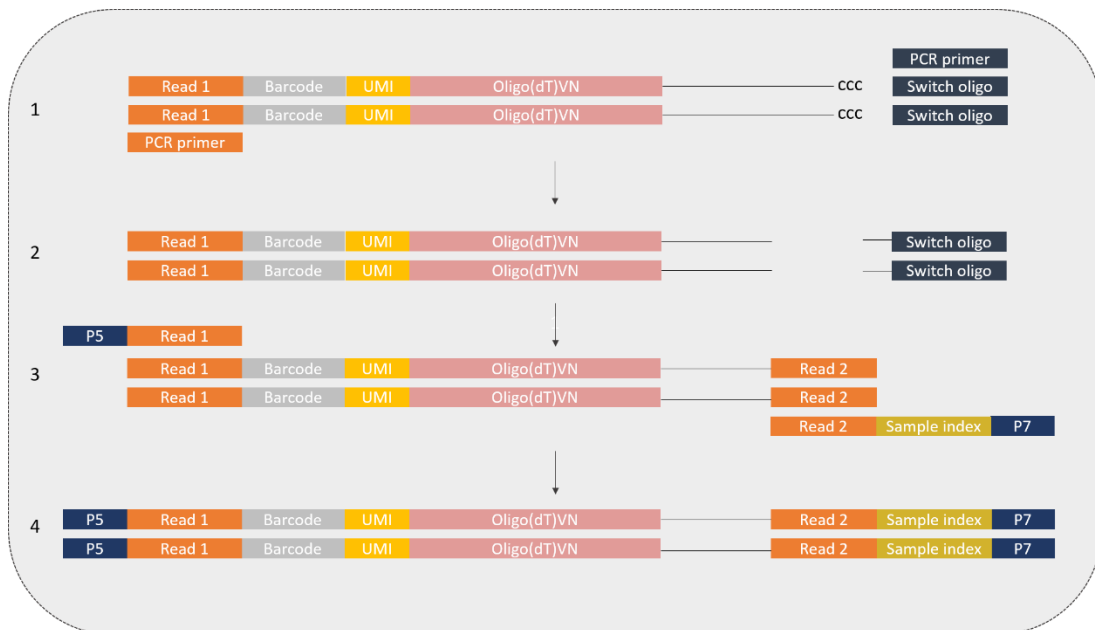 PCR primer
Read 1 Barcode UMI Oligo(dT)VN CCC Switch oligo
1
Read 1 Barcode UMI Oligo(dT)VN CCC Switch oligo
PCR primer
2
Read 1 Barcode UMI Oligo(dT)VN Switch oligo
Read 1 Barcode UMI Oligo(dT)VN Switch oligo
P5 Read 1
3
Read 1 Barcode UMI Oligo(dT)VN Read 2
Read 1 Barcode UMI Oligo(dT)VN Read 2
Read 2 Sample index P7
4
P5 Read 1 Barcode UMI Oligo(dT)VN Read 2 Sample index P7
P5 Read 1 Barcode UMI Oligo(dT)VN Read 2 Sample index P7